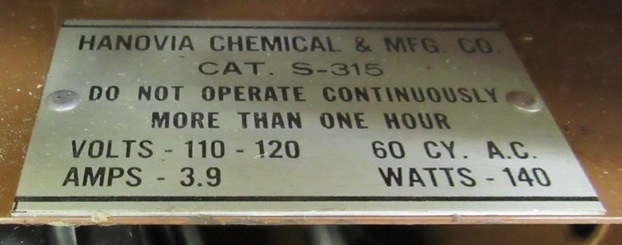 HANOVIA CHEMICAL & MFG. CO.
CAT. S-315
DO NOT OPERATE CONTINUOUSLY
MORE THAN ONE HOUR
VOLTS - 110 - 120 60 CY. A.C.
AMPS - 3.9 WATTS - 140